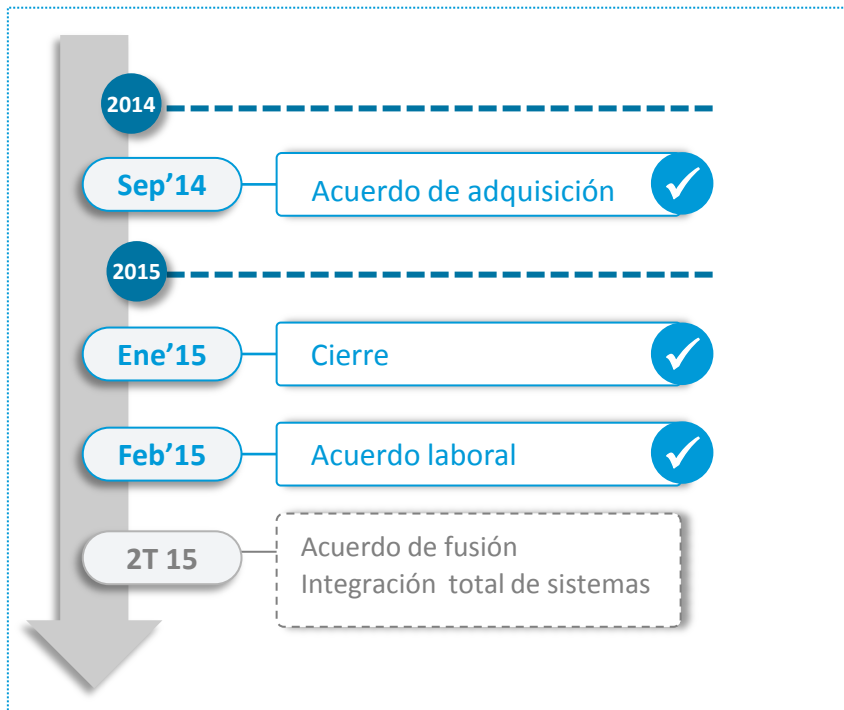 2014
Sep’14
Acuerdo de adquisición
2015
Ene’15
Cierre
Feb’15
Acuerdo laboral
2T 15
Acuerdo de fusión
Integración total de sistemas